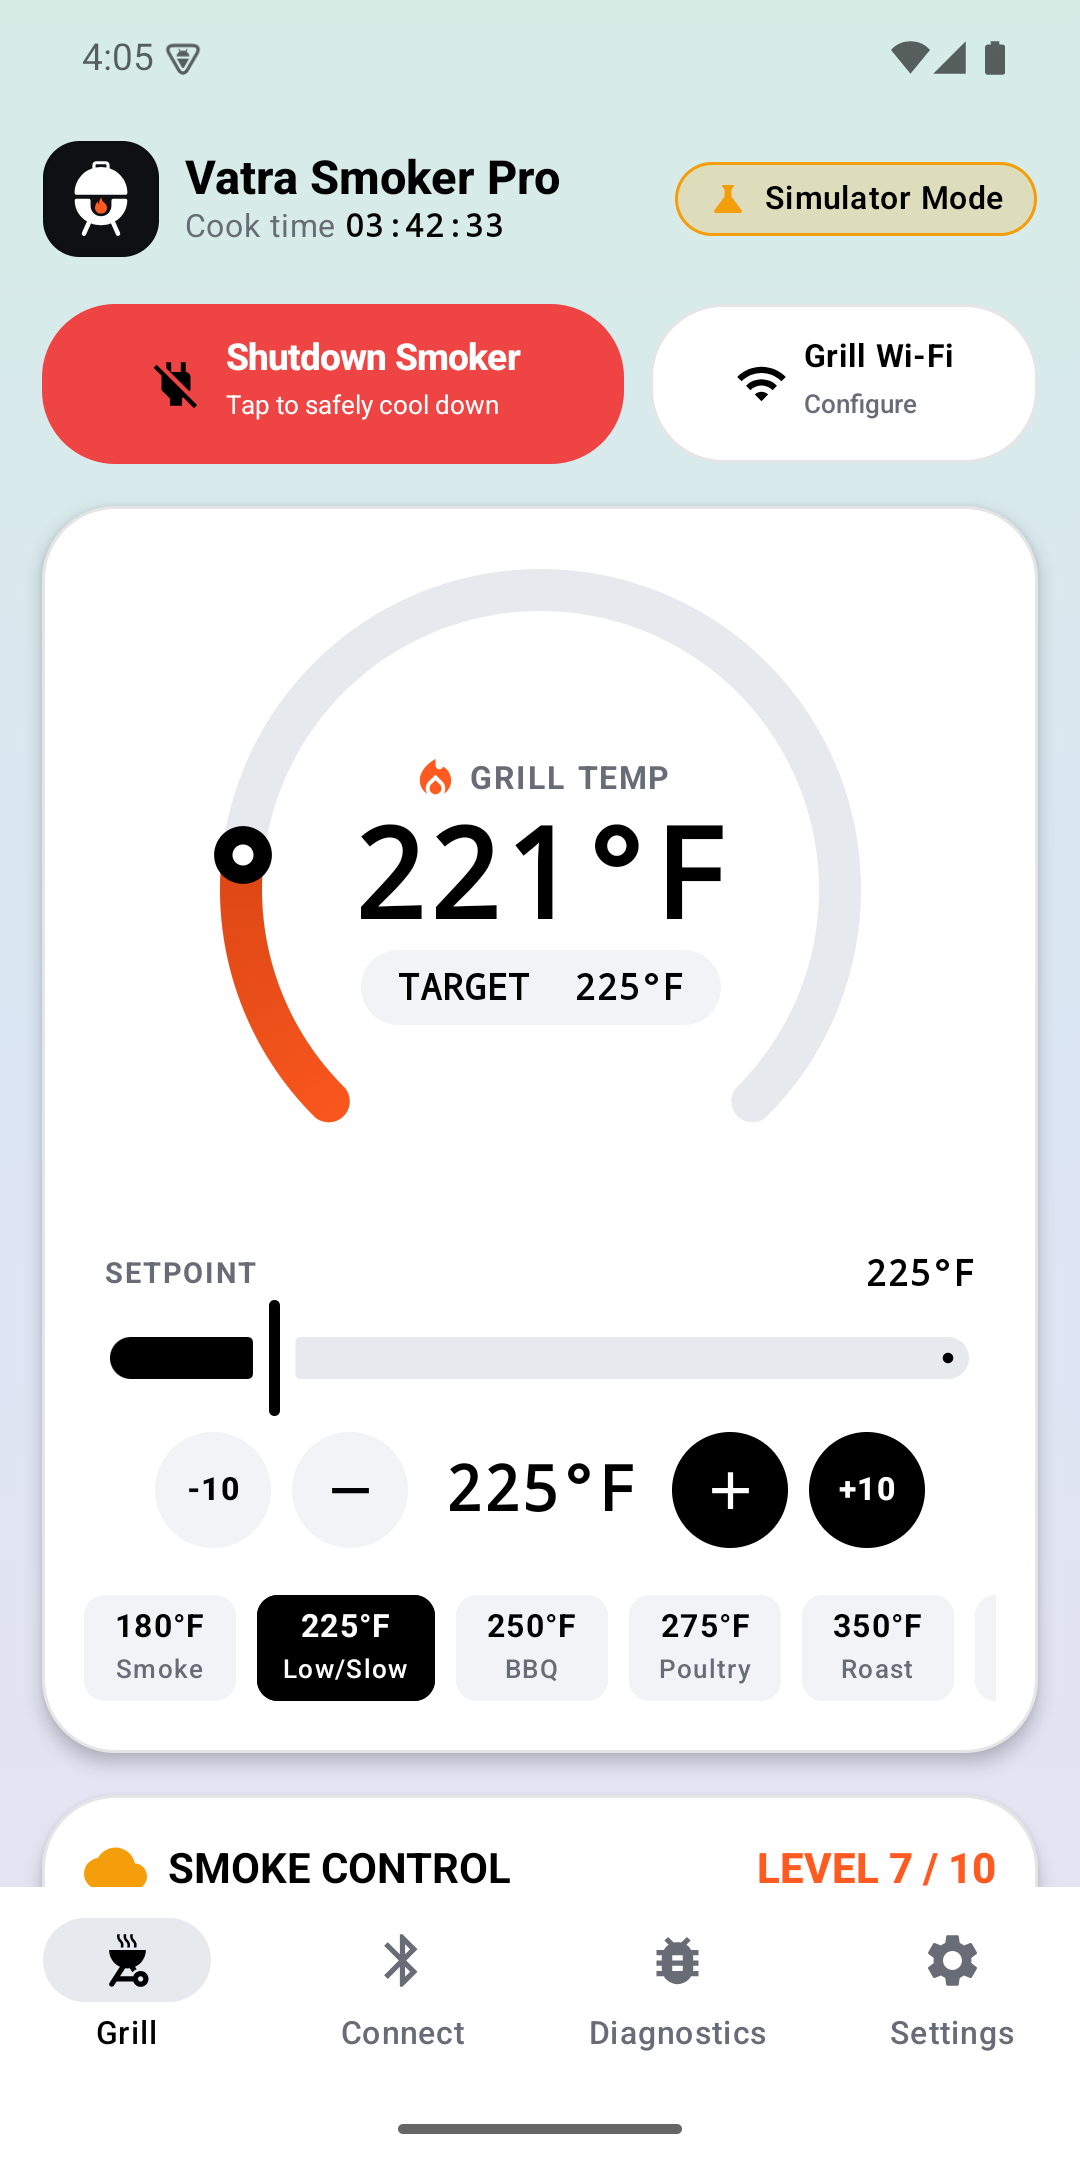 4:05
Vatra Smoker Pro
Cook time 03:42:33
Simulator Mode
Shutdown Smoker
Tap to safely cool down
Grill Wi-Fi
Configure
GRILL TEMP
221°F
TARGET 225°F
SETPOINT
225°F
-10
−
225°F
+
+10
180°F
Smoke
225°F
Low/Slow
250°F
BBQ
275°F
Poultry
350°F
Roast
SMOKE CONTROL
LEVEL 7 / 10
Grill
Connect
Diagnostics
Settings